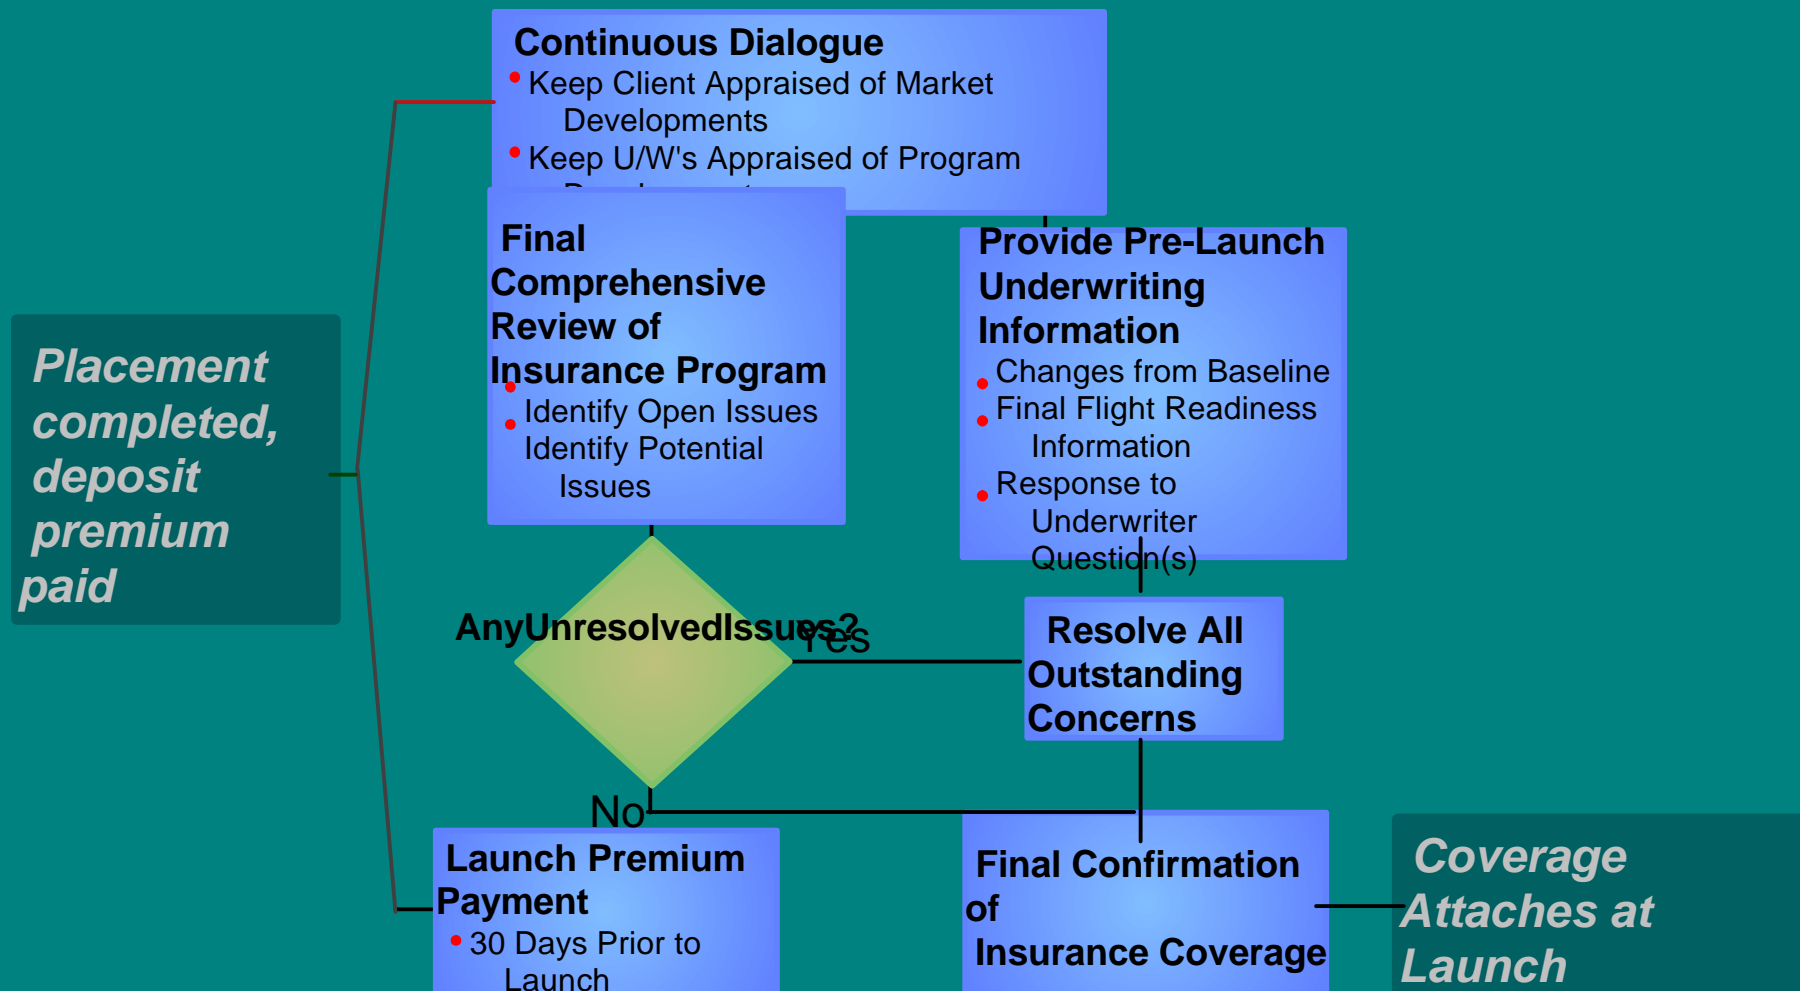 Continuous Dialogue
Keep Client Appraised of Market
Developments
Keep U/W's Appraised of Program
Final
Comprehensive
Review of
Insurance Program
Identify Open Issues
Identify Potential
Issues
Provide Pre-Launch
Underwriting
Information
Changes from Baseline
Final Flight Readiness
Information
Response to
Underwriter
Question(s)
Placement
completed,
deposit
premium
paid
AnyUnresolvedIssues?
Yes
Resolve All
Outstanding
Concerns
No
Launch Premium
Payment
30 Days Prior to
Launch
Final Confirmation
of
Insurance Coverage
Coverage
Attaches at
Launch